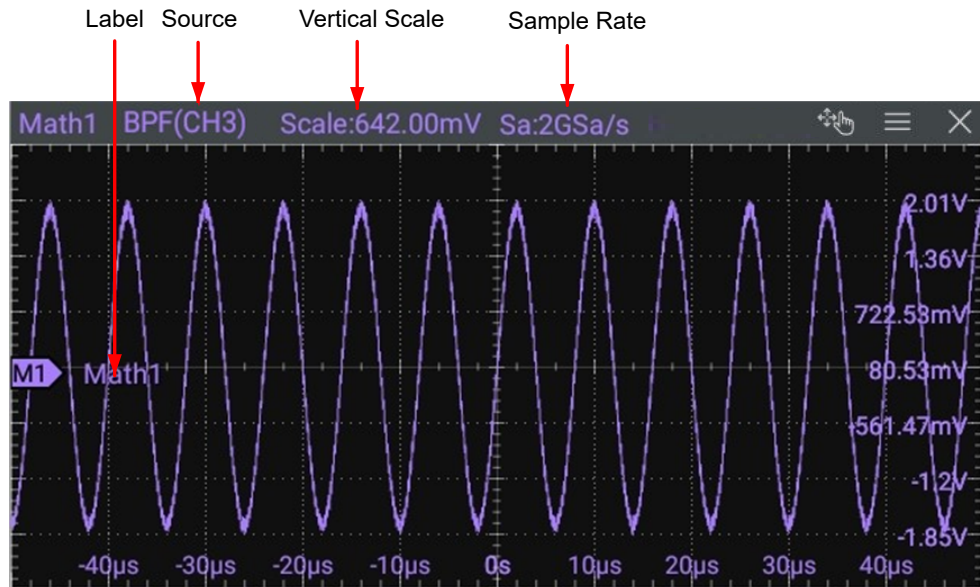 Label Source Vertical Scale Sample Rate
Math1 BPF(CH3) Scale:642.00mV Sa:2GSa/s
2.01V
1.36V
722.53mV
M1 Math1 80.53mV
-561.47mV
-1.2V
-1.85V
-40µs -30µs -20µs -10µs 0s 10µs 20µs 30µs 40µs